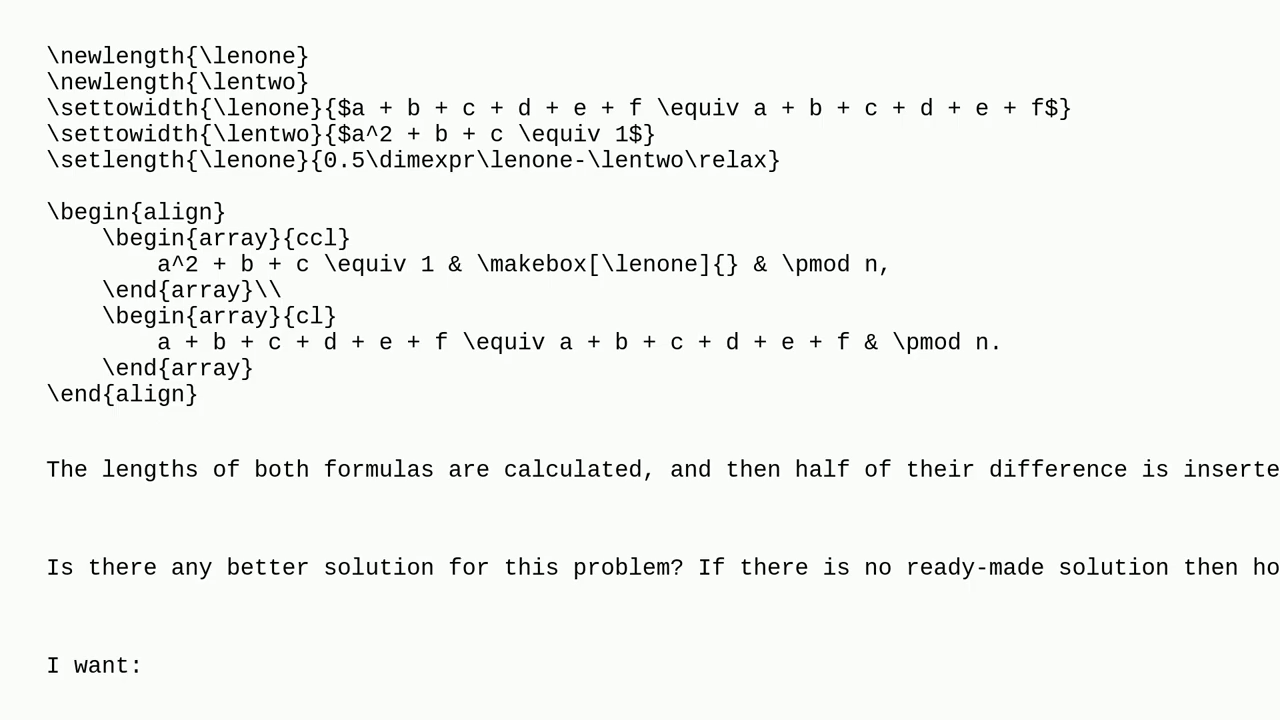 \newlength{\lenone}
\newlength{\lentwo}
\settowidth{\lenone}{$a + b + c + d + e + f \equiv a + b + c + d + e + f$}
\settowidth{\lentwo}{$a^2 + b + c \equiv 1$}
\setlength{\lenone}{0.5\dimexpr\lenone-\lentwo\relax}

\begin{align}
    \begin{array}{ccl}
        a^2 + b + c \equiv 1 & \makebox[\lenone]{} & \pmod n,
    \end{array}\\
    \begin{array}{cl}
        a + b + c + d + e + f \equiv a + b + c + d + e + f & \pmod n.
    \end{array}
\end{align}

The lengths of both formulas are calculated, and then half of their difference is inserte

Is there any better solution for this problem? If there is no ready-made solution then ho

I want: